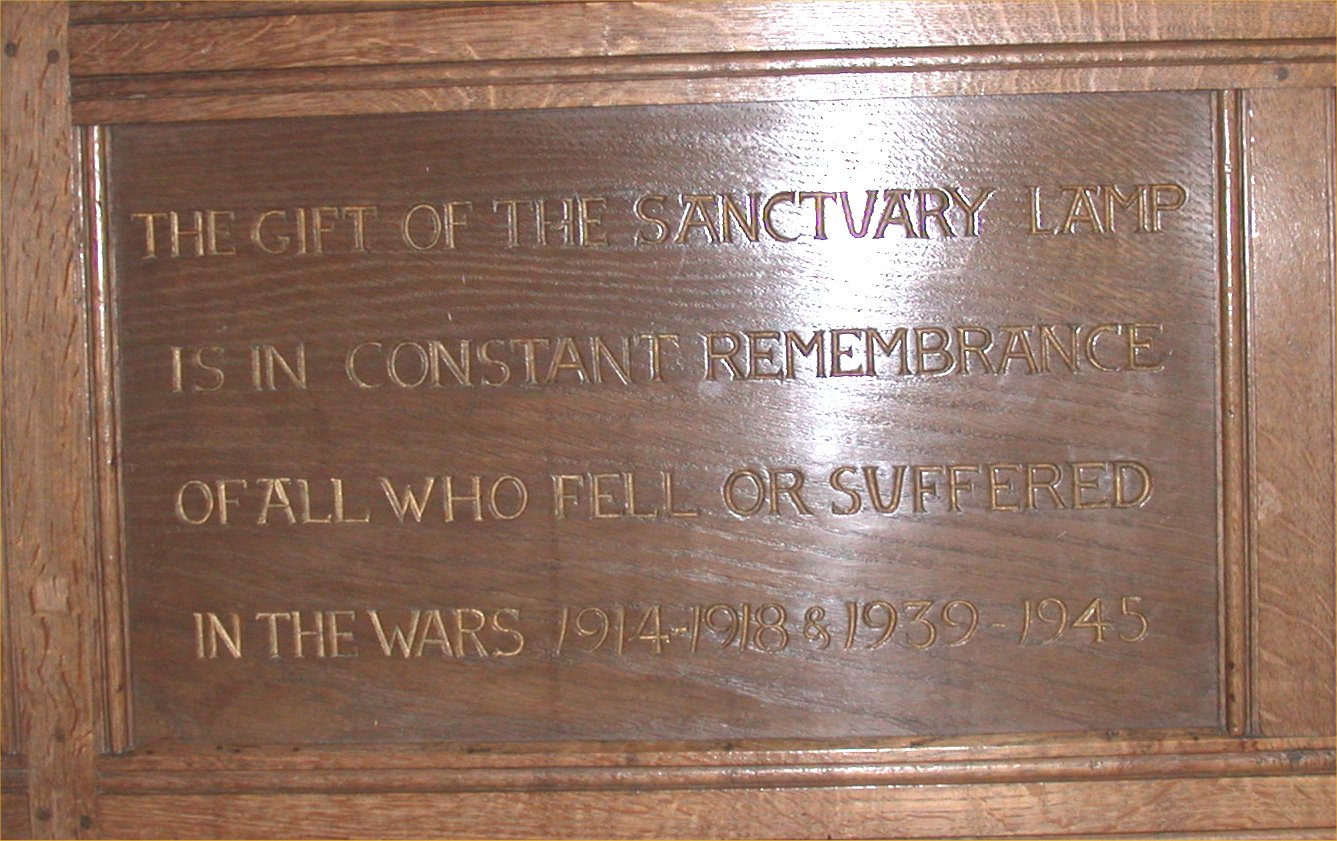 THE GIFT OF THE SANCTUARY LAMP
IS IN CONSTANT REMEMBRANCE
OF ALL WHO FELL OR SUFFERED
IN THE WARS 1914-1918 & 1939-1945